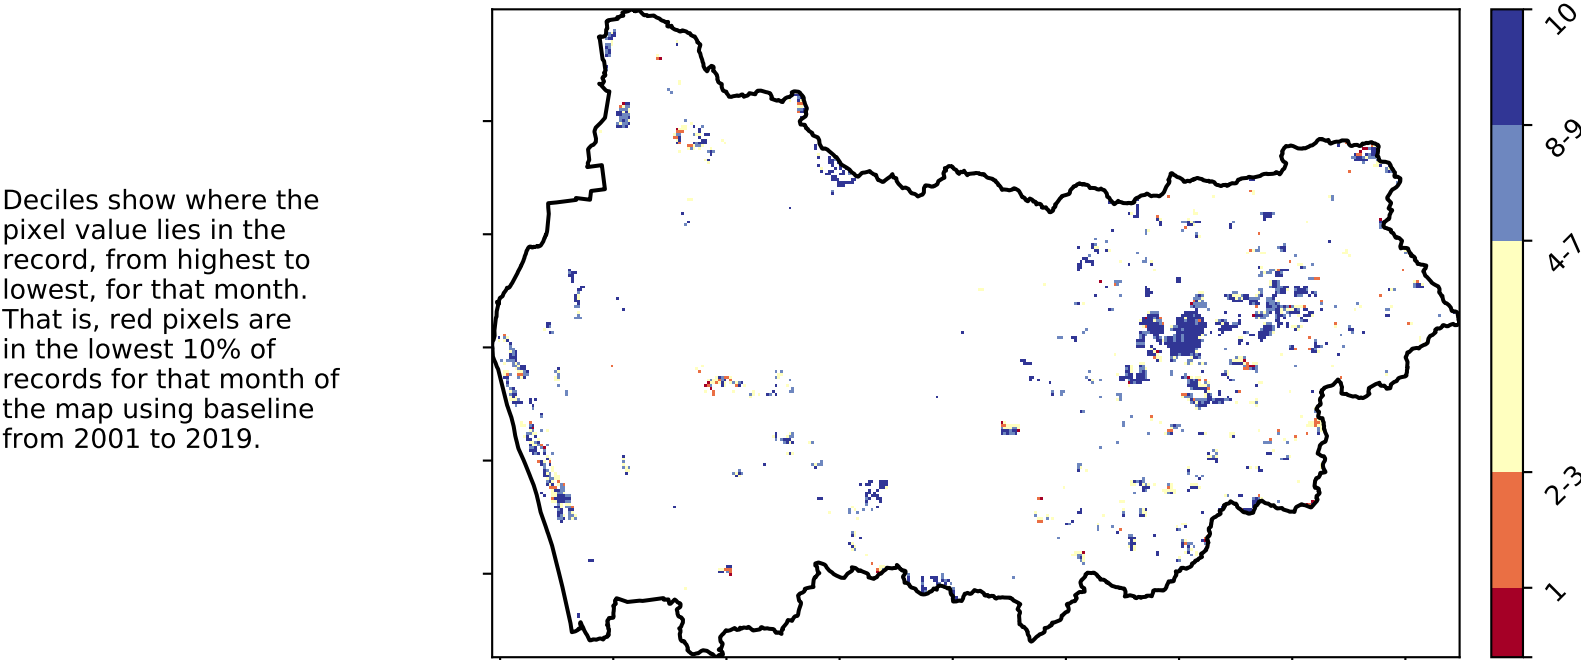 Deciles show where the
pixel value lies in the
record, from highest to
lowest, for that month.
That is, red pixels are
in the lowest 10% of
records for that month of
the map using baseline
from 2001 to 2019.
10
8-9
4-7
2-3
1